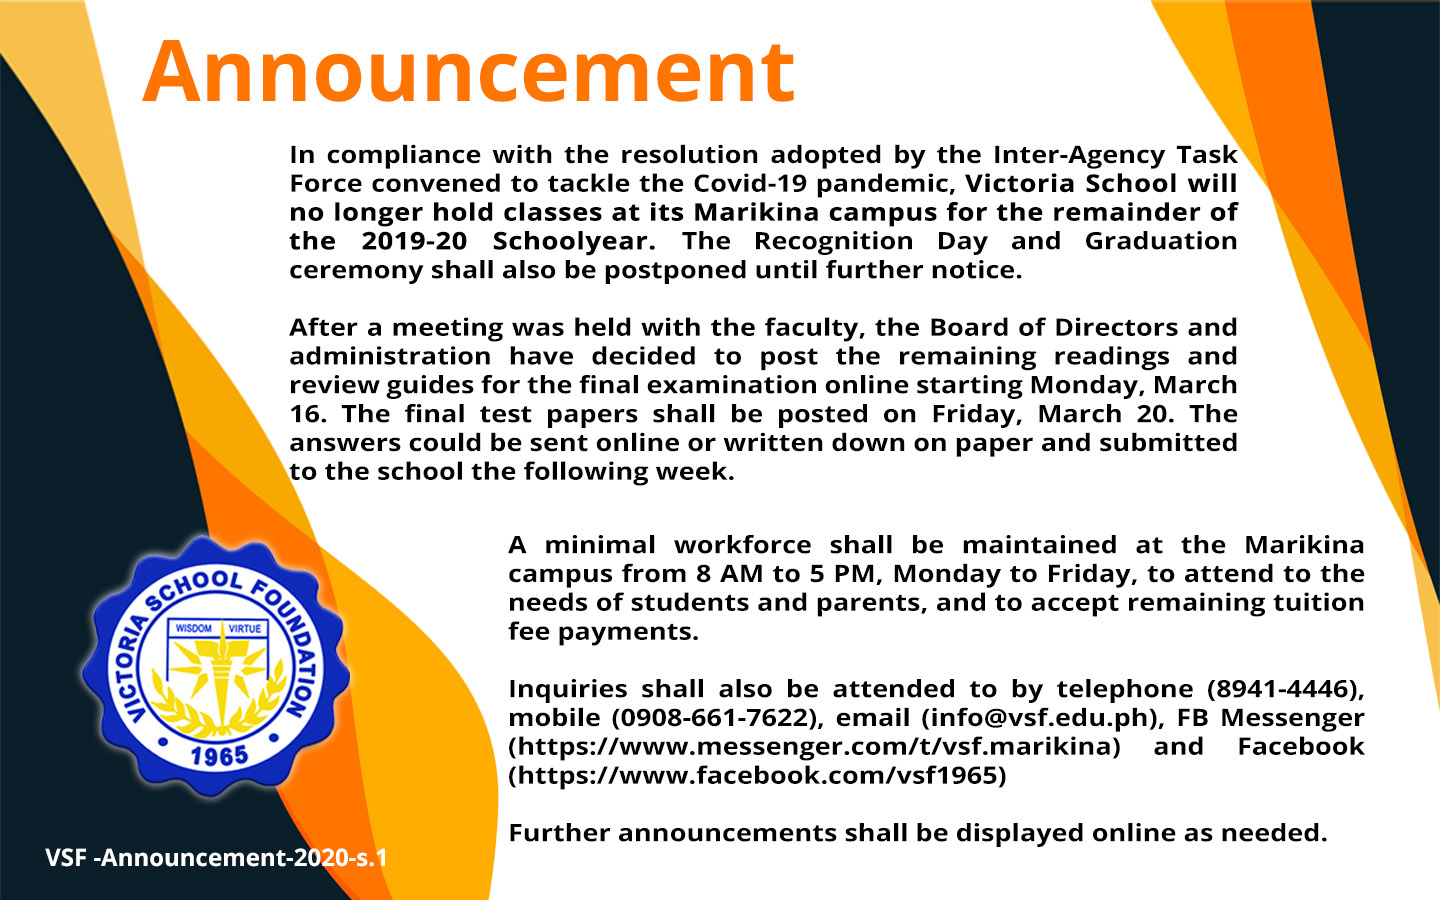 Announcement
In compliance with the resolution adopted by the Inter-Agency Task
Force convened to tackle the Covid-19 pandemic, Victoria School will
no longer hold classes at its Marikina campus for the remainder of
the 2019-20 Schoolyear. The Recognition Day and Graduation
ceremony shall also be postponed until further notice.
After a meeting was held with the faculty, the Board of Directors and
administration have decided to post the remaining readings and
review guides for the final examination online starting Monday, March
16. The final test papers shall be posted on Friday, March 20. The
answers could be sent online or written down on paper and submitted
to the school the following week.
A minimal workforce shall be maintained at the Marikina
campus from 8 AM to 5 PM, Monday to Friday, to attend to the
needs of students and parents, and to accept remaining tuition
fee payments.
Inquiries shall also be attended to by telephone (8941-4446),
mobile (0908-661-7622), email (info@vsf.edu.ph), FB Messenger
(https://www.messenger.com/t/vsf.marikina) and Facebook
(https://www.facebook.com/vsf1965)
Further announcements shall be displayed online as needed.
VICTORIA SCHOOL FOUNDATION
WISDOM VIRTUE
• 1965 •
VSF -Announcement-2020-s.1